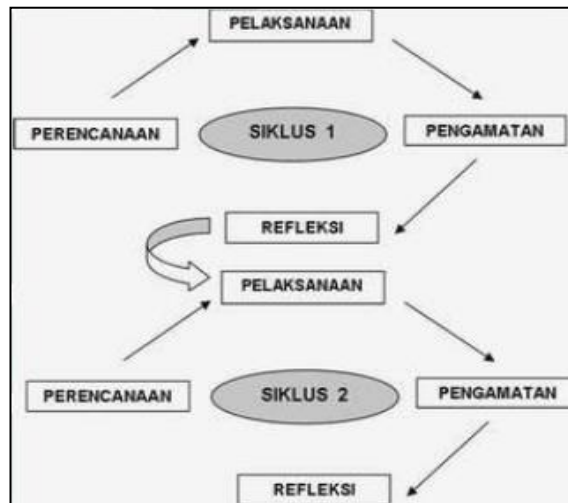 PELAKSANAAN
PERENCANAAN
SIKLUS 1
PENGAMATAN
REFLEKSI
PELAKSANAAN
PERENCANAAN
SIKLUS 2
PENGAMATAN
REFLEKSI